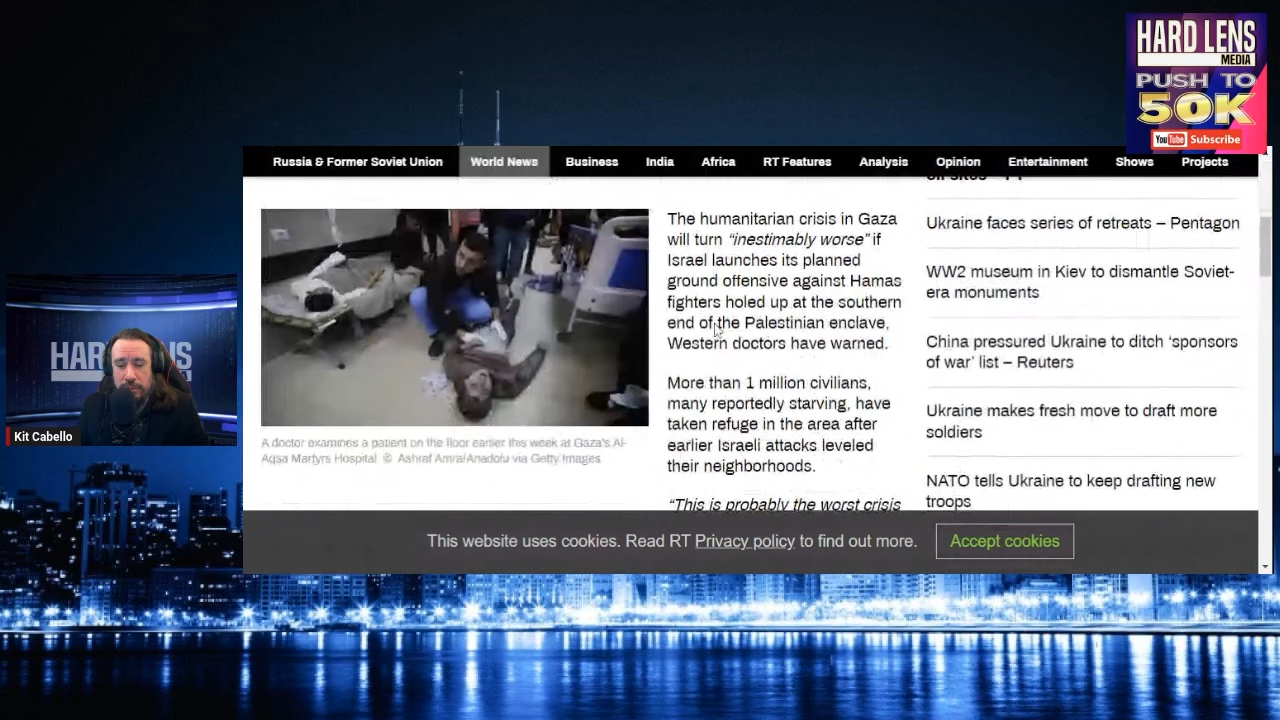 HARD LENS
MEDIA
PUSH TO
50K
YouTube Subscribe
Russia & Former Soviet Union World News Business India Africa RT Features Analysis Opinion Entertainment Shows Projects
The humanitarian crisis in Gaza
will turn “inestimably worse” if
Israel launches its planned
ground offensive against Hamas
fighters holed up at the southern
end of the Palestinian enclave,
Western doctors have warned.
More than 1 million civilians,
many reportedly starving, have
taken refuge in the area after
earlier Israeli attacks leveled
their neighborhoods.
“This is probably the worst crisis
A doctor examines a patient on the floor earlier this week at Gaza's Al-
Aqsa Martyrs Hospital © Ashraf Amra/Anadolu via Getty Images
Ukraine faces series of retreats – Pentagon
WW2 museum in Kiev to dismantle Soviet-
era monuments
China pressured Ukraine to ditch ‘sponsors
of war’ list – Reuters
Ukraine makes fresh move to draft more
soldiers
NATO tells Ukraine to keep drafting new
troops
This website uses cookies. Read RT Privacy policy to find out more.
Accept cookies
HAR ENS
Kit Cabello